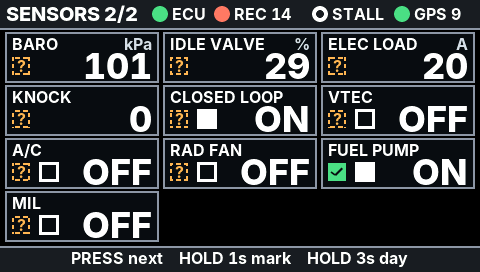 SENSORS 2/2 ECU REC 14 STALL GPS 9
BARO kPa IDLE VALVE % ELEC LOAD A
? 101 ? 29 ? 20
KNOCK CLOSED LOOP VTEC
? 0 ? ON ? OFF
A/C RAD FAN FUEL PUMP
? OFF ? OFF ON
MIL
? OFF
PRESS next HOLD 1s mark HOLD 3s day